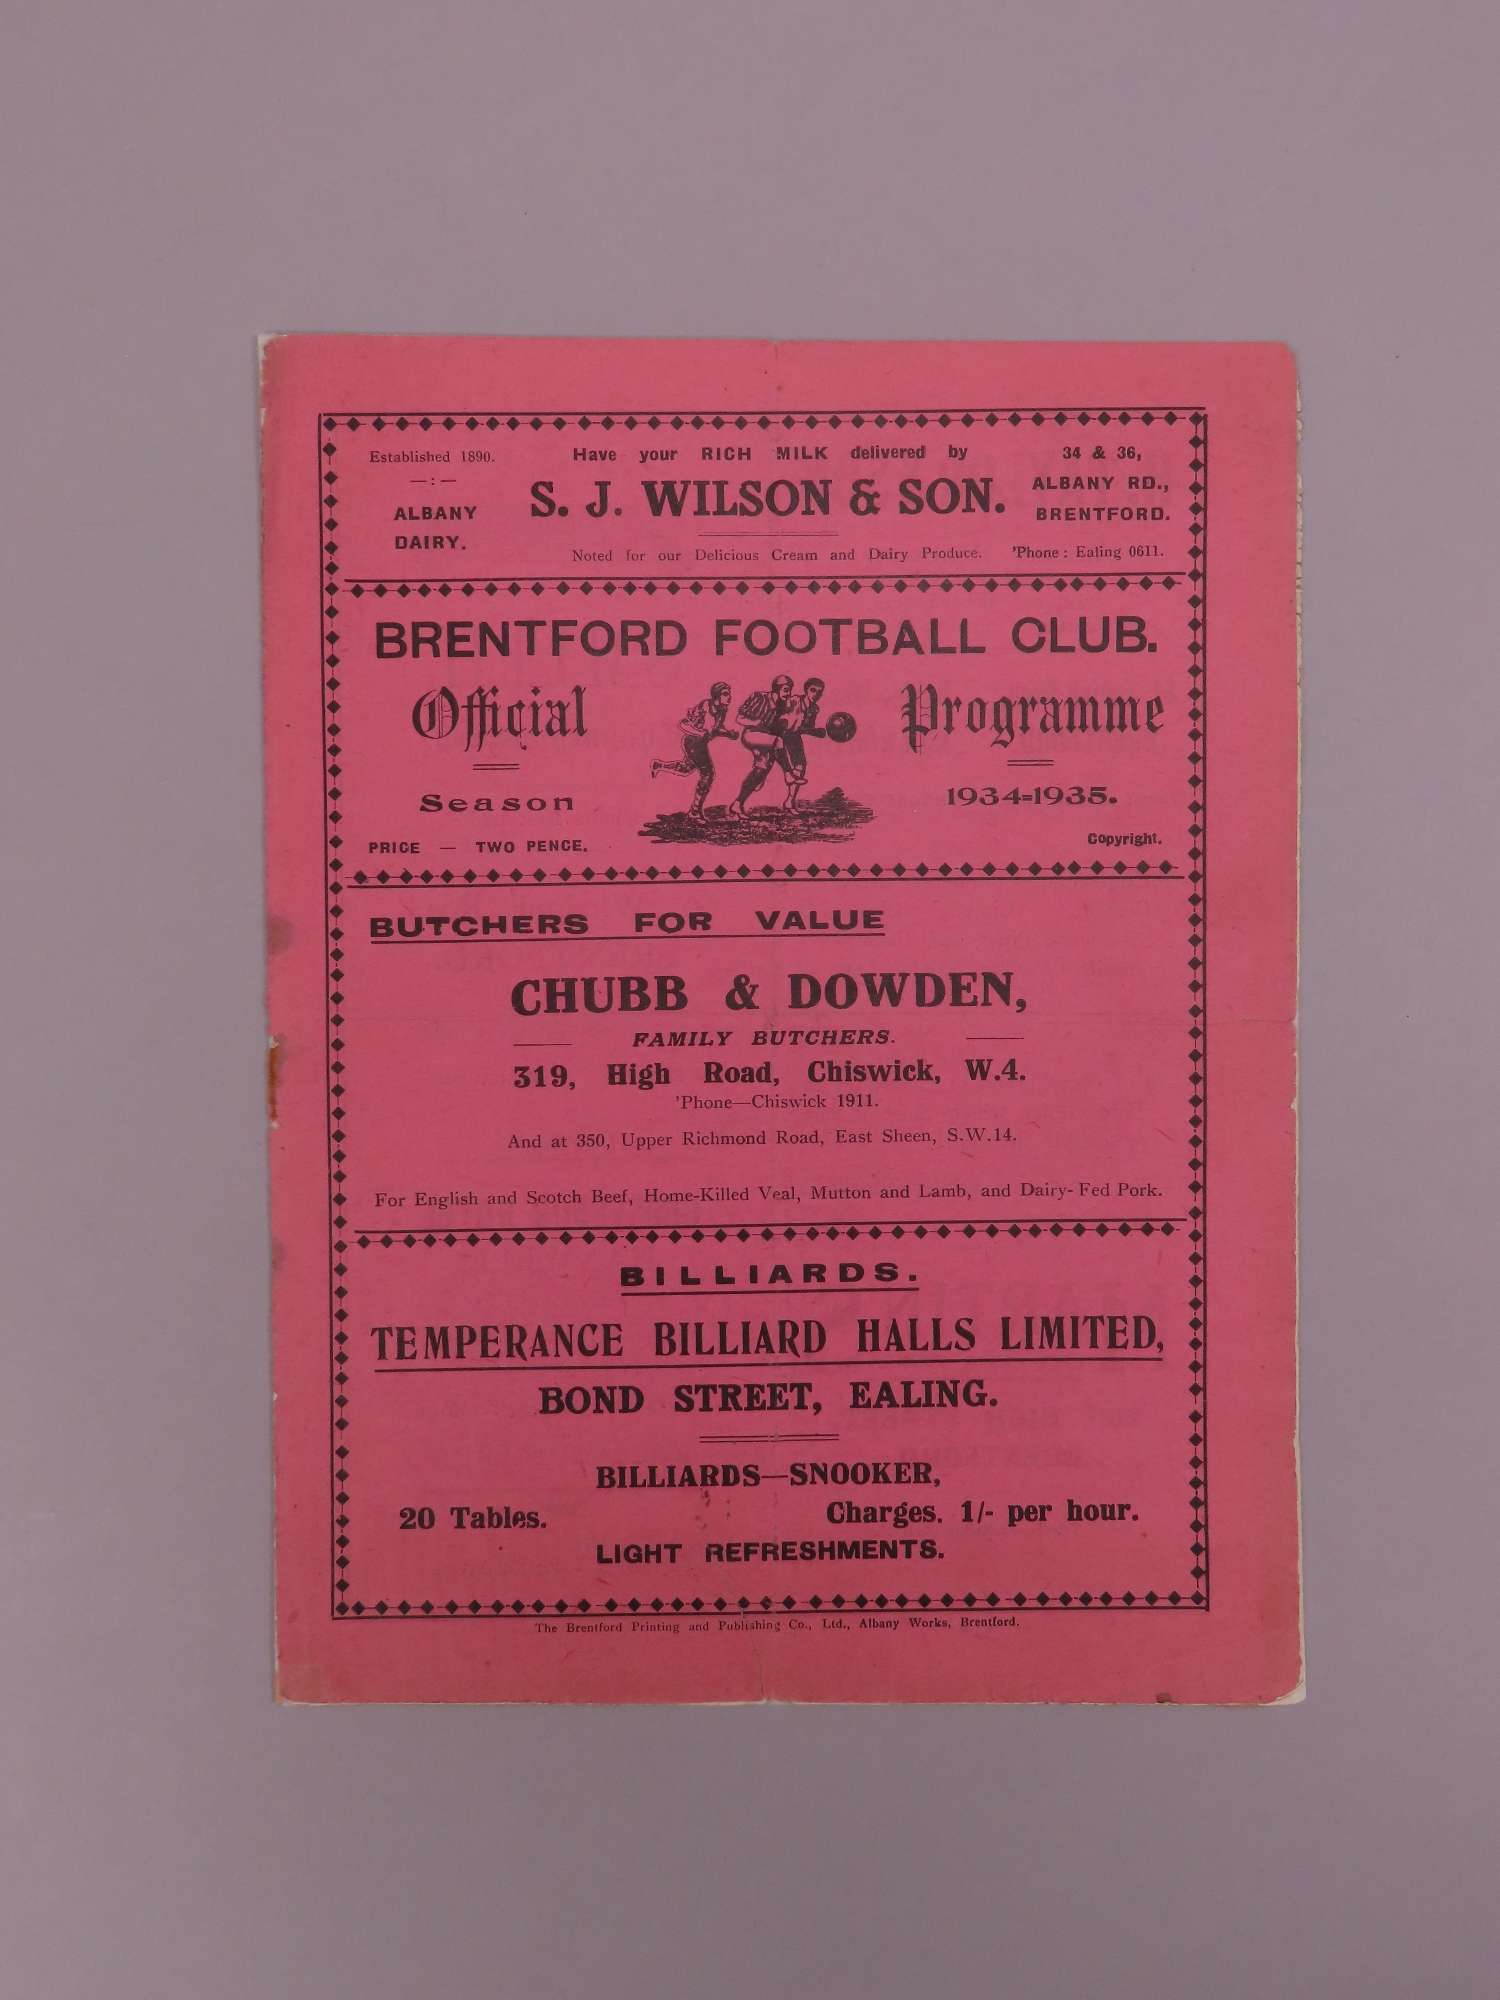 Established 1890.
—:—
ALBANY
DAIRY.
Have your RICH MILK delivered by
S. J. WILSON & SON.
Noted for our Delicious Cream and Dairy Produce.
34 & 36,
ALBANY RD.,
BRENTFORD.
'Phone: Ealing 0611.
BRENTFORD FOOTBALL CLUB.
Official Programme
Season 1934=1935.
PRICE — TWO PENCE. Copyright.
BUTCHERS FOR VALUE
CHUBB & DOWDEN,
FAMILY BUTCHERS.
319, High Road, Chiswick, W.4.
'Phone—Chiswick 1911.
And at 350, Upper Richmond Road, East Sheen, S.W.14.
For English and Scotch Beef, Home-Killed Veal, Mutton and Lamb, and Dairy-Fed Pork.
BILLIARDS.
TEMPERANCE BILLIARD HALLS LIMITED,
BOND STREET, EALING.
BILLIARDS—SNOOKER,
20 Tables. Charges. 1/- per hour.
LIGHT REFRESHMENTS.
The Brentford Printing and Publishing Co., Ltd., Albany Works, Brentford.